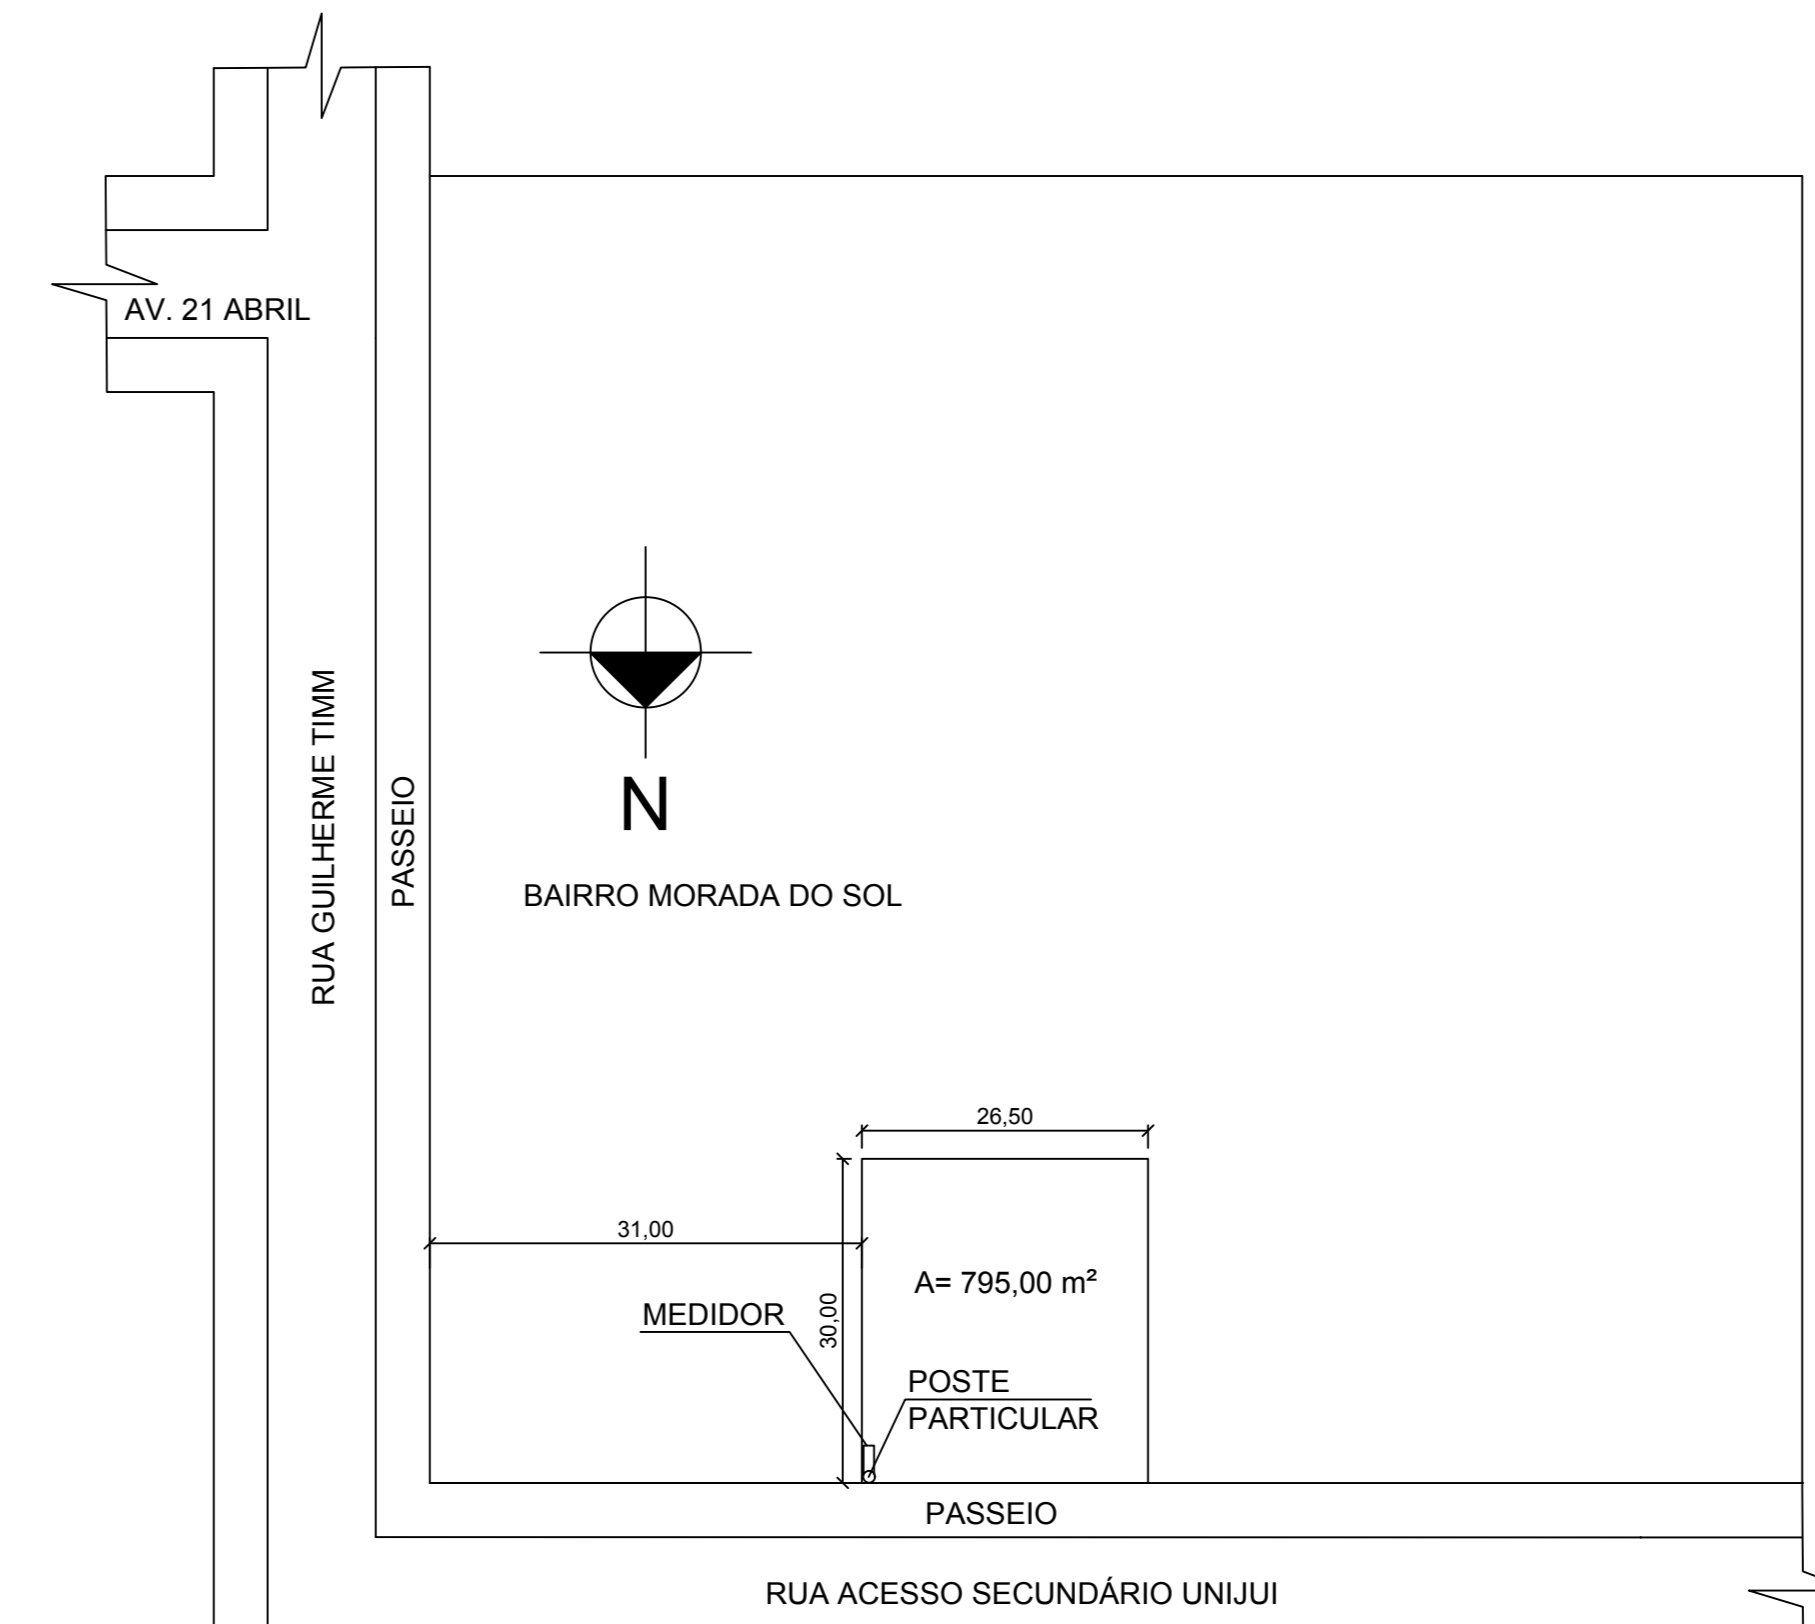 AV. 21 ABRIL
RUA GUILHERME TIMM
PASSEIO
N
BAIRRO MORADA DO SOL
26,50
31,00
30,00
A= 795,00 m²
MEDIDOR
POSTE
PARTICULAR
PASSEIO
RUA ACESSO SECUNDÁRIO UNIJUI